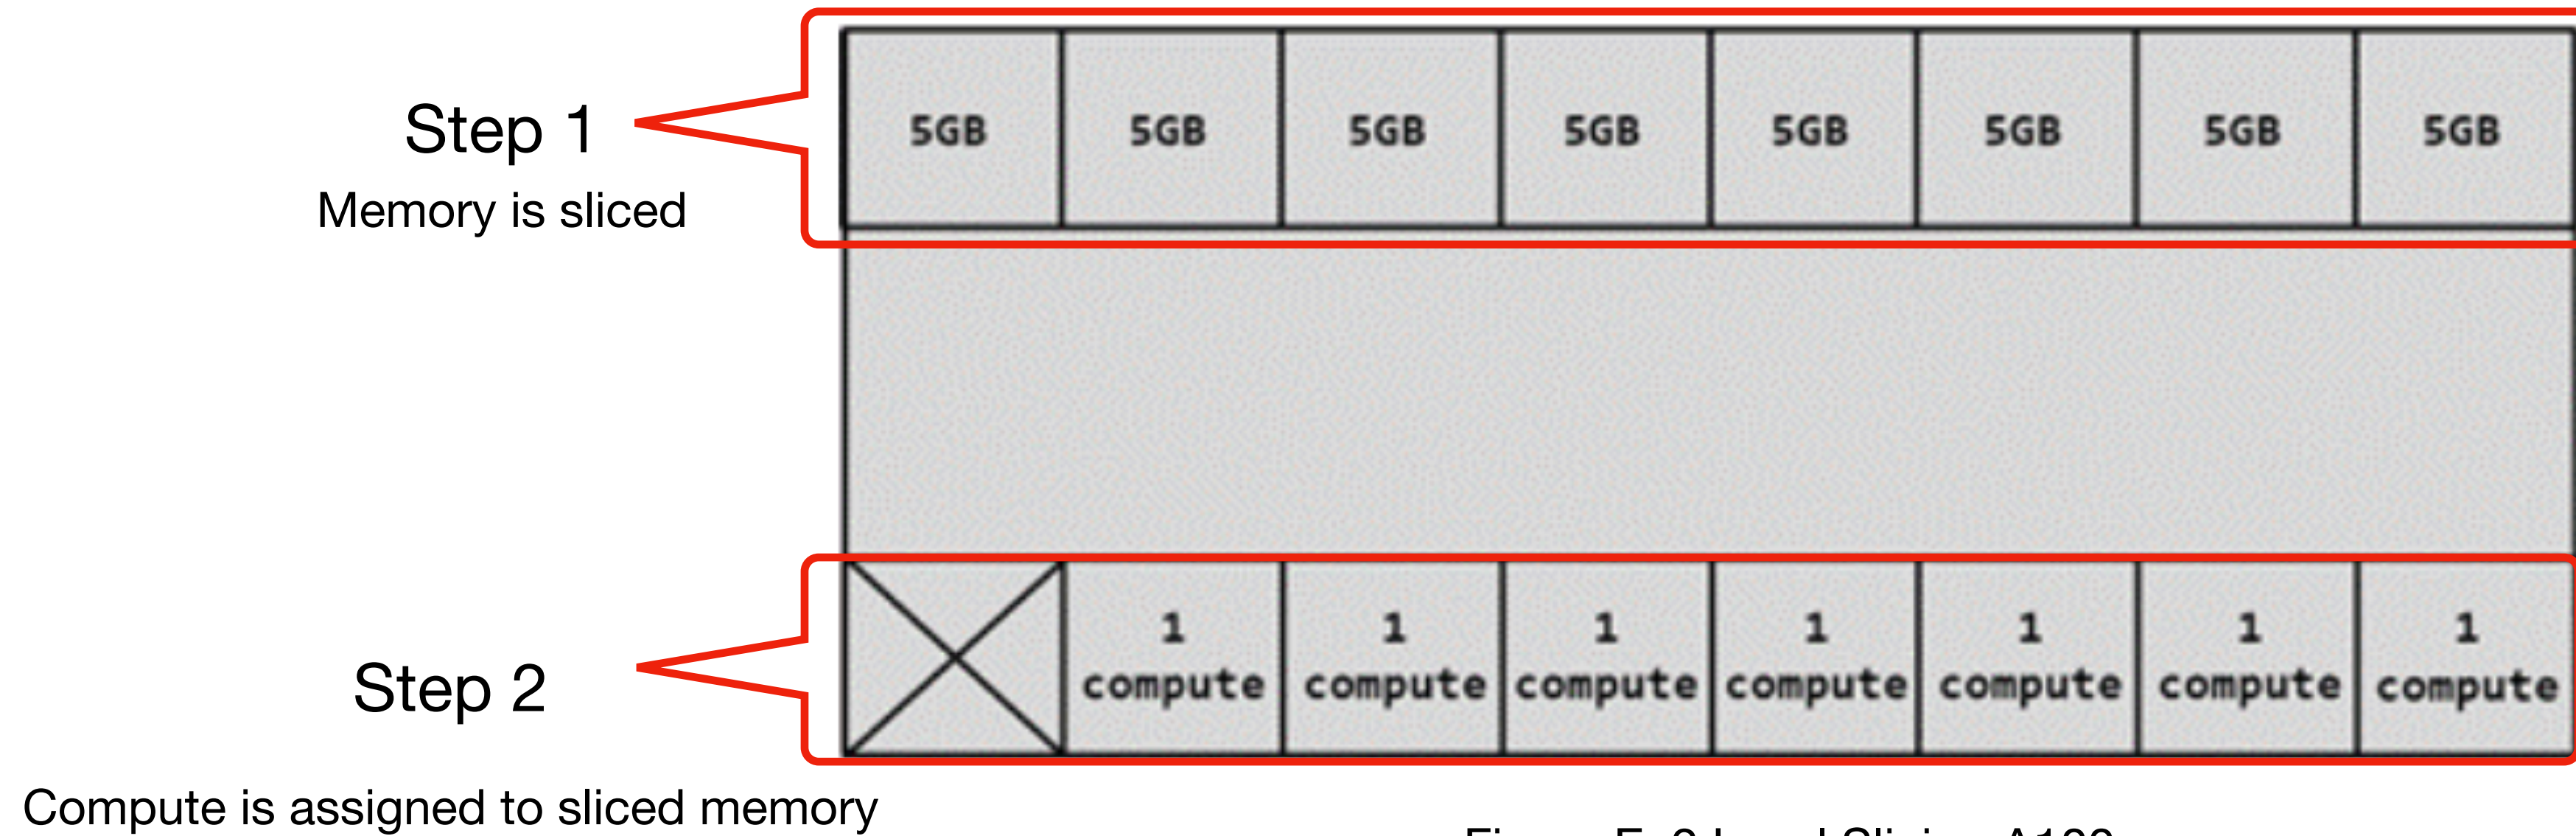 Step 1
Memory is sliced
5GB 5GB 5GB 5GB 5GB 5GB 5GB 5GB
Step 2
1 1 1 1 1 1 1
compute compute compute compute compute compute compute
Compute is assigned to sliced memory